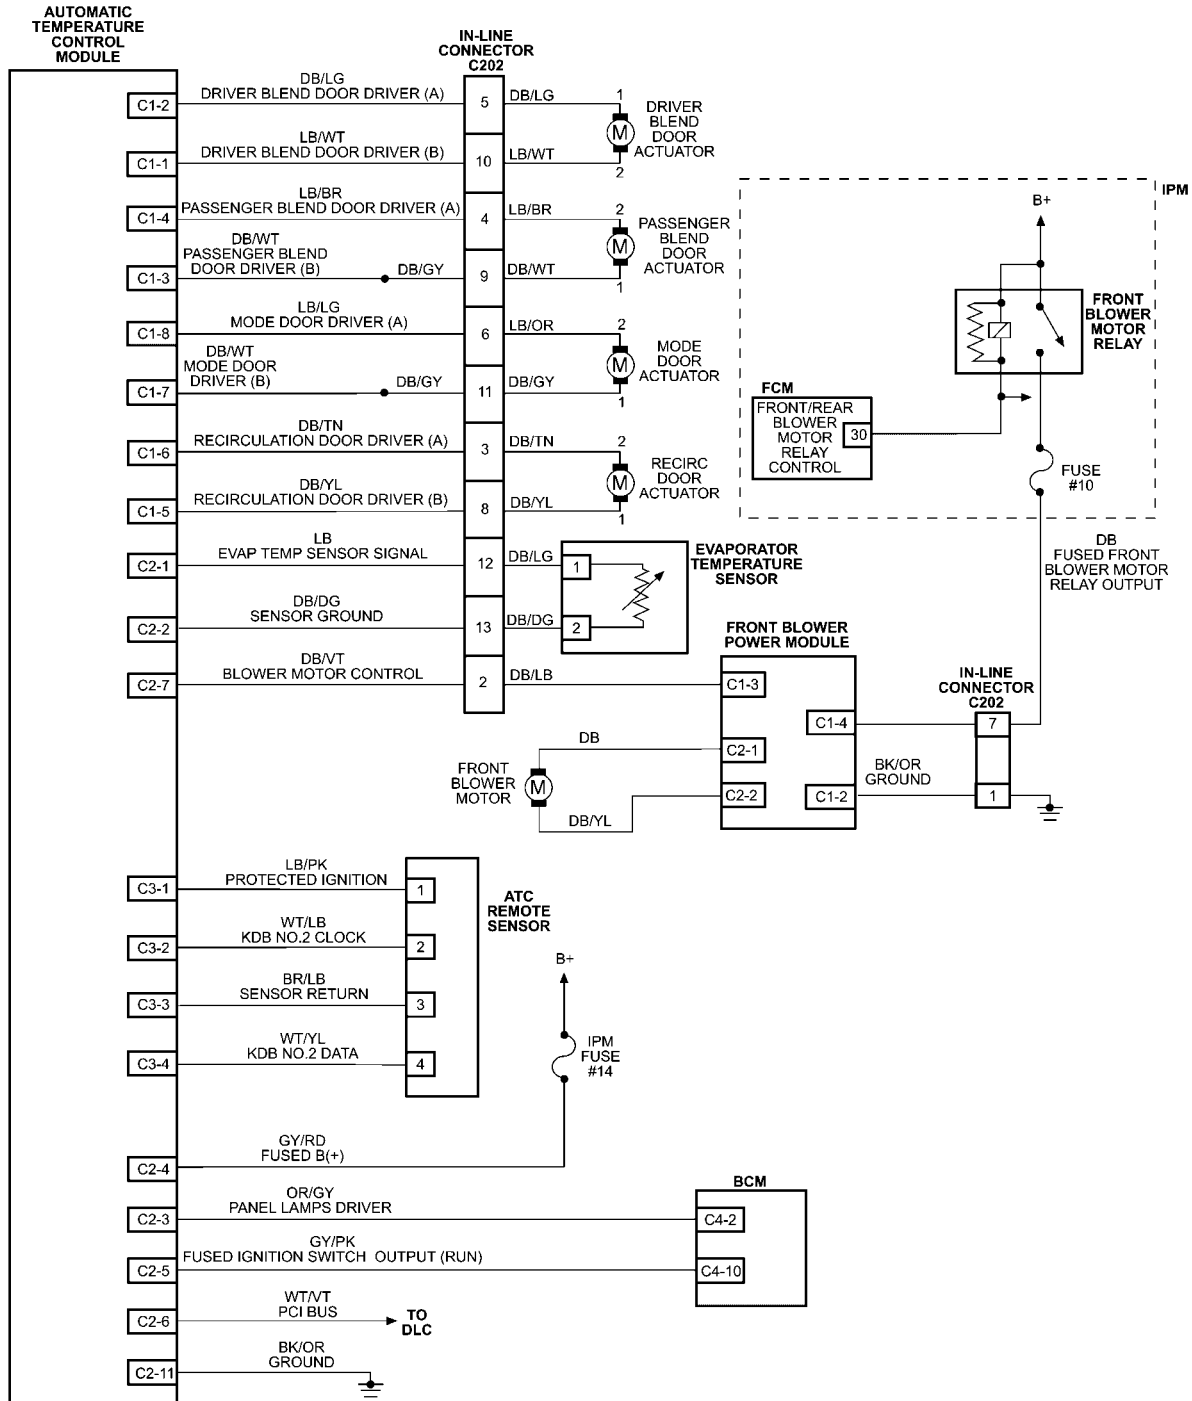 AUTOMATIC
TEMPERATURE
CONTROL
MODULE
IN-LINE
CONNECTOR
C202
C1-2
DB/LG
DRIVER BLEND DOOR DRIVER (A)
5
DB/LG
1
M
2
DRIVER
BLEND
DOOR
ACTUATOR
C1-1
LB/WT
DRIVER BLEND DOOR DRIVER (B)
10
LB/WT
C1-4
LB/BR
PASSENGER BLEND DOOR DRIVER (A)
4
LB/BR
2
M
1
PASSENGER
BLEND
DOOR
ACTUATOR
C1-3
DB/WT
PASSENGER BLEND
DOOR DRIVER (B)
DB/GY
9
DB/WT
C1-8
LB/LG
MODE DOOR DRIVER (A)
6
LB/OR
2
M
1
MODE
DOOR
ACTUATOR
C1-7
DB/WT
MODE DOOR
DRIVER (B)
DB/GY
11
DB/GY
C1-6
DB/TN
RECIRCULATION DOOR DRIVER (A)
3
DB/TN
2
M
1
RECIRC
DOOR
ACTUATOR
C1-5
DB/YL
RECIRCULATION DOOR DRIVER (B)
8
DB/YL
C2-1
LB
EVAP TEMP SENSOR SIGNAL
12
DB/LG
1
EVAPORATOR
TEMPERATURE
SENSOR
C2-2
DB/DG
SENSOR GROUND
13
DB/DG
2
C2-7
DB/VT
BLOWER MOTOR CONTROL
2
DB/LB
IPM
B+
FRONT
BLOWER
MOTOR
RELAY
FCM
FRONT/REAR
BLOWER
MOTOR
RELAY
CONTROL
30
FUSE
#10
DB
FUSED FRONT
BLOWER MOTOR
RELAY OUTPUT
FRONT BLOWER
POWER MODULE
C1-3
C1-4
C2-1
C2-2
C1-2
IN-LINE
CONNECTOR
C202
7
1
BK/OR
GROUND
DB
FRONT
BLOWER
MOTOR
M
DB/YL
C3-1
LB/PK
PROTECTED IGNITION
1
ATC
REMOTE
SENSOR
C3-2
WT/LB
KDB NO.2 CLOCK
2
C3-3
BR/LB
SENSOR RETURN
3
C3-4
WT/YL
KDB NO.2 DATA
4
B+
IPM
FUSE
#14
C2-4
GY/RD
FUSED B(+)
C2-3
OR/GY
PANEL LAMPS DRIVER
BCM
C4-2
C2-5
GY/PK
FUSED IGNITION SWITCH OUTPUT (RUN)
C4-10
C2-6
WT/VT
PCI BUS
TO
DLC
C2-11
BK/OR
GROUND